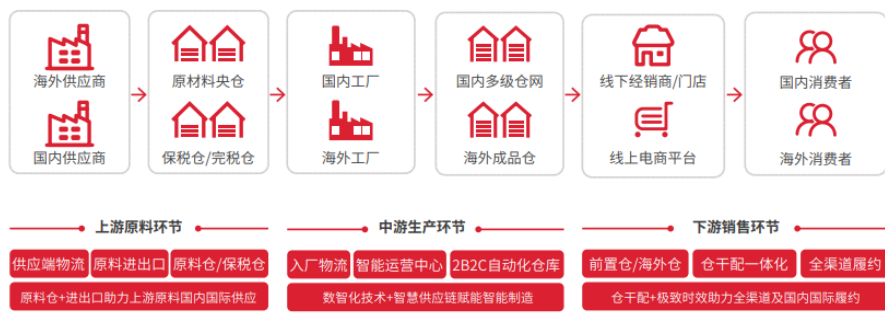 海外供应商
原材料央仓
国内工厂
国内多级仓网
线下经销商/门店
国内消费者
国内供应商
保税仓/完税仓
海外工厂
海外成品仓
线上电商平台
海外消费者
上游原料环节
中游生产环节
下游销售环节
供应端物流
原料进出口
原料仓/保税仓
入厂物流
智能运营中心
2B2C自动化仓库
前置仓/海外仓
仓干配一体化
全渠道履约
原料仓+进出口助力上游原料国内国际供应
数智化技术+智慧供应链赋能智能制造
仓干配+极致时效助力全渠道及国内国际履约